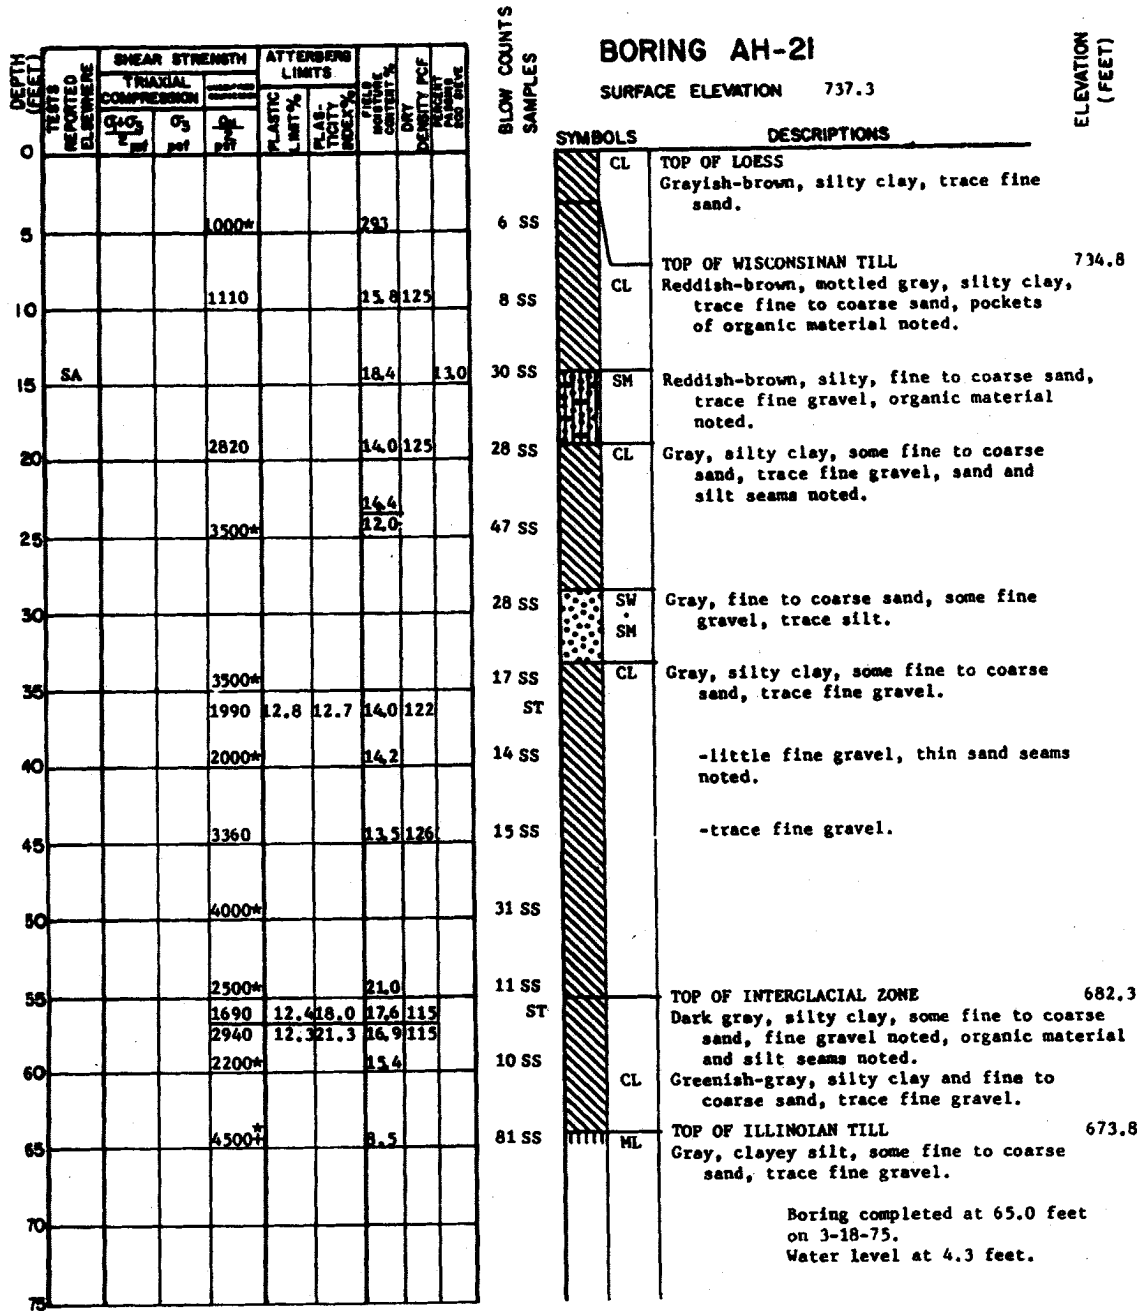 BORING AH-21
SURFACE ELEVATION 737.3
ELEVATION (FEET)
DEPTH (FEET)
TESTS REPORTED ELSEWHERE
SHEAR STRENGTH
TRIAXIAL COMPRESSION
ATTERBERG LIMITS
PLASTIC LIMIT %
PLAS-TICITY INDEX %
FIELD MOISTURE CONTENT %
DRY DENSITY PCF
PERCENT PASSING 200 SIEVE
BLOW COUNTS
SAMPLES
SYMBOLS DESCRIPTIONS
psf psf psf
0
CL TOP OF LOESS
Grayish-brown, silty clay, trace fine
sand.
1000* 293 6 SS
5
TOP OF WISCONSINAN TILL 734.8
CL Reddish-brown, mottled gray, silty clay,
1110 15.8 125 8 SS
trace fine to coarse sand, pockets
10
of organic material noted.
SA 18.4 13.0 30 SS
15
SM Reddish-brown, silty, fine to coarse sand,
trace fine gravel, organic material
noted.
2820 14.0 125 28 SS
20
CL Gray, silty clay, some fine to coarse
sand, trace fine gravel, sand and
silt seams noted.
14.4
12.0
3500* 47 SS
25
28 SS
SW
SM
Gray, fine to coarse sand, some fine
gravel, trace silt.
30
3500* 17 SS
CL Gray, silty clay, some fine to coarse
sand, trace fine gravel.
35
1990 12.8 12.7 14.0 122 ST
2000* 14.2 14 SS
-little fine gravel, thin sand seams
noted.
40
3360 13.5 126 15 SS
-trace fine gravel.
45
4000* 31 SS
50
2500* 21.0 11 SS
55
TOP OF INTERGLACIAL ZONE 682.3
1690 12.4 18.0 17.6 115 ST
Dark gray, silty clay, some fine to coarse
2940 12.3 21.3 16.9 115
sand, fine gravel noted, organic material
and silt seams noted.
2200* 15.4 10 SS
60
CL Greenish-gray, silty clay and fine to
coarse sand, trace fine gravel.
TOP OF ILLINOIAN TILL 673.8
4500+* 8.5 81 SS
65
ML
Gray, clayey silt, some fine to coarse
sand, trace fine gravel.
Boring completed at 65.0 feet
on 3-18-75.
Water level at 4.3 feet.
70
75